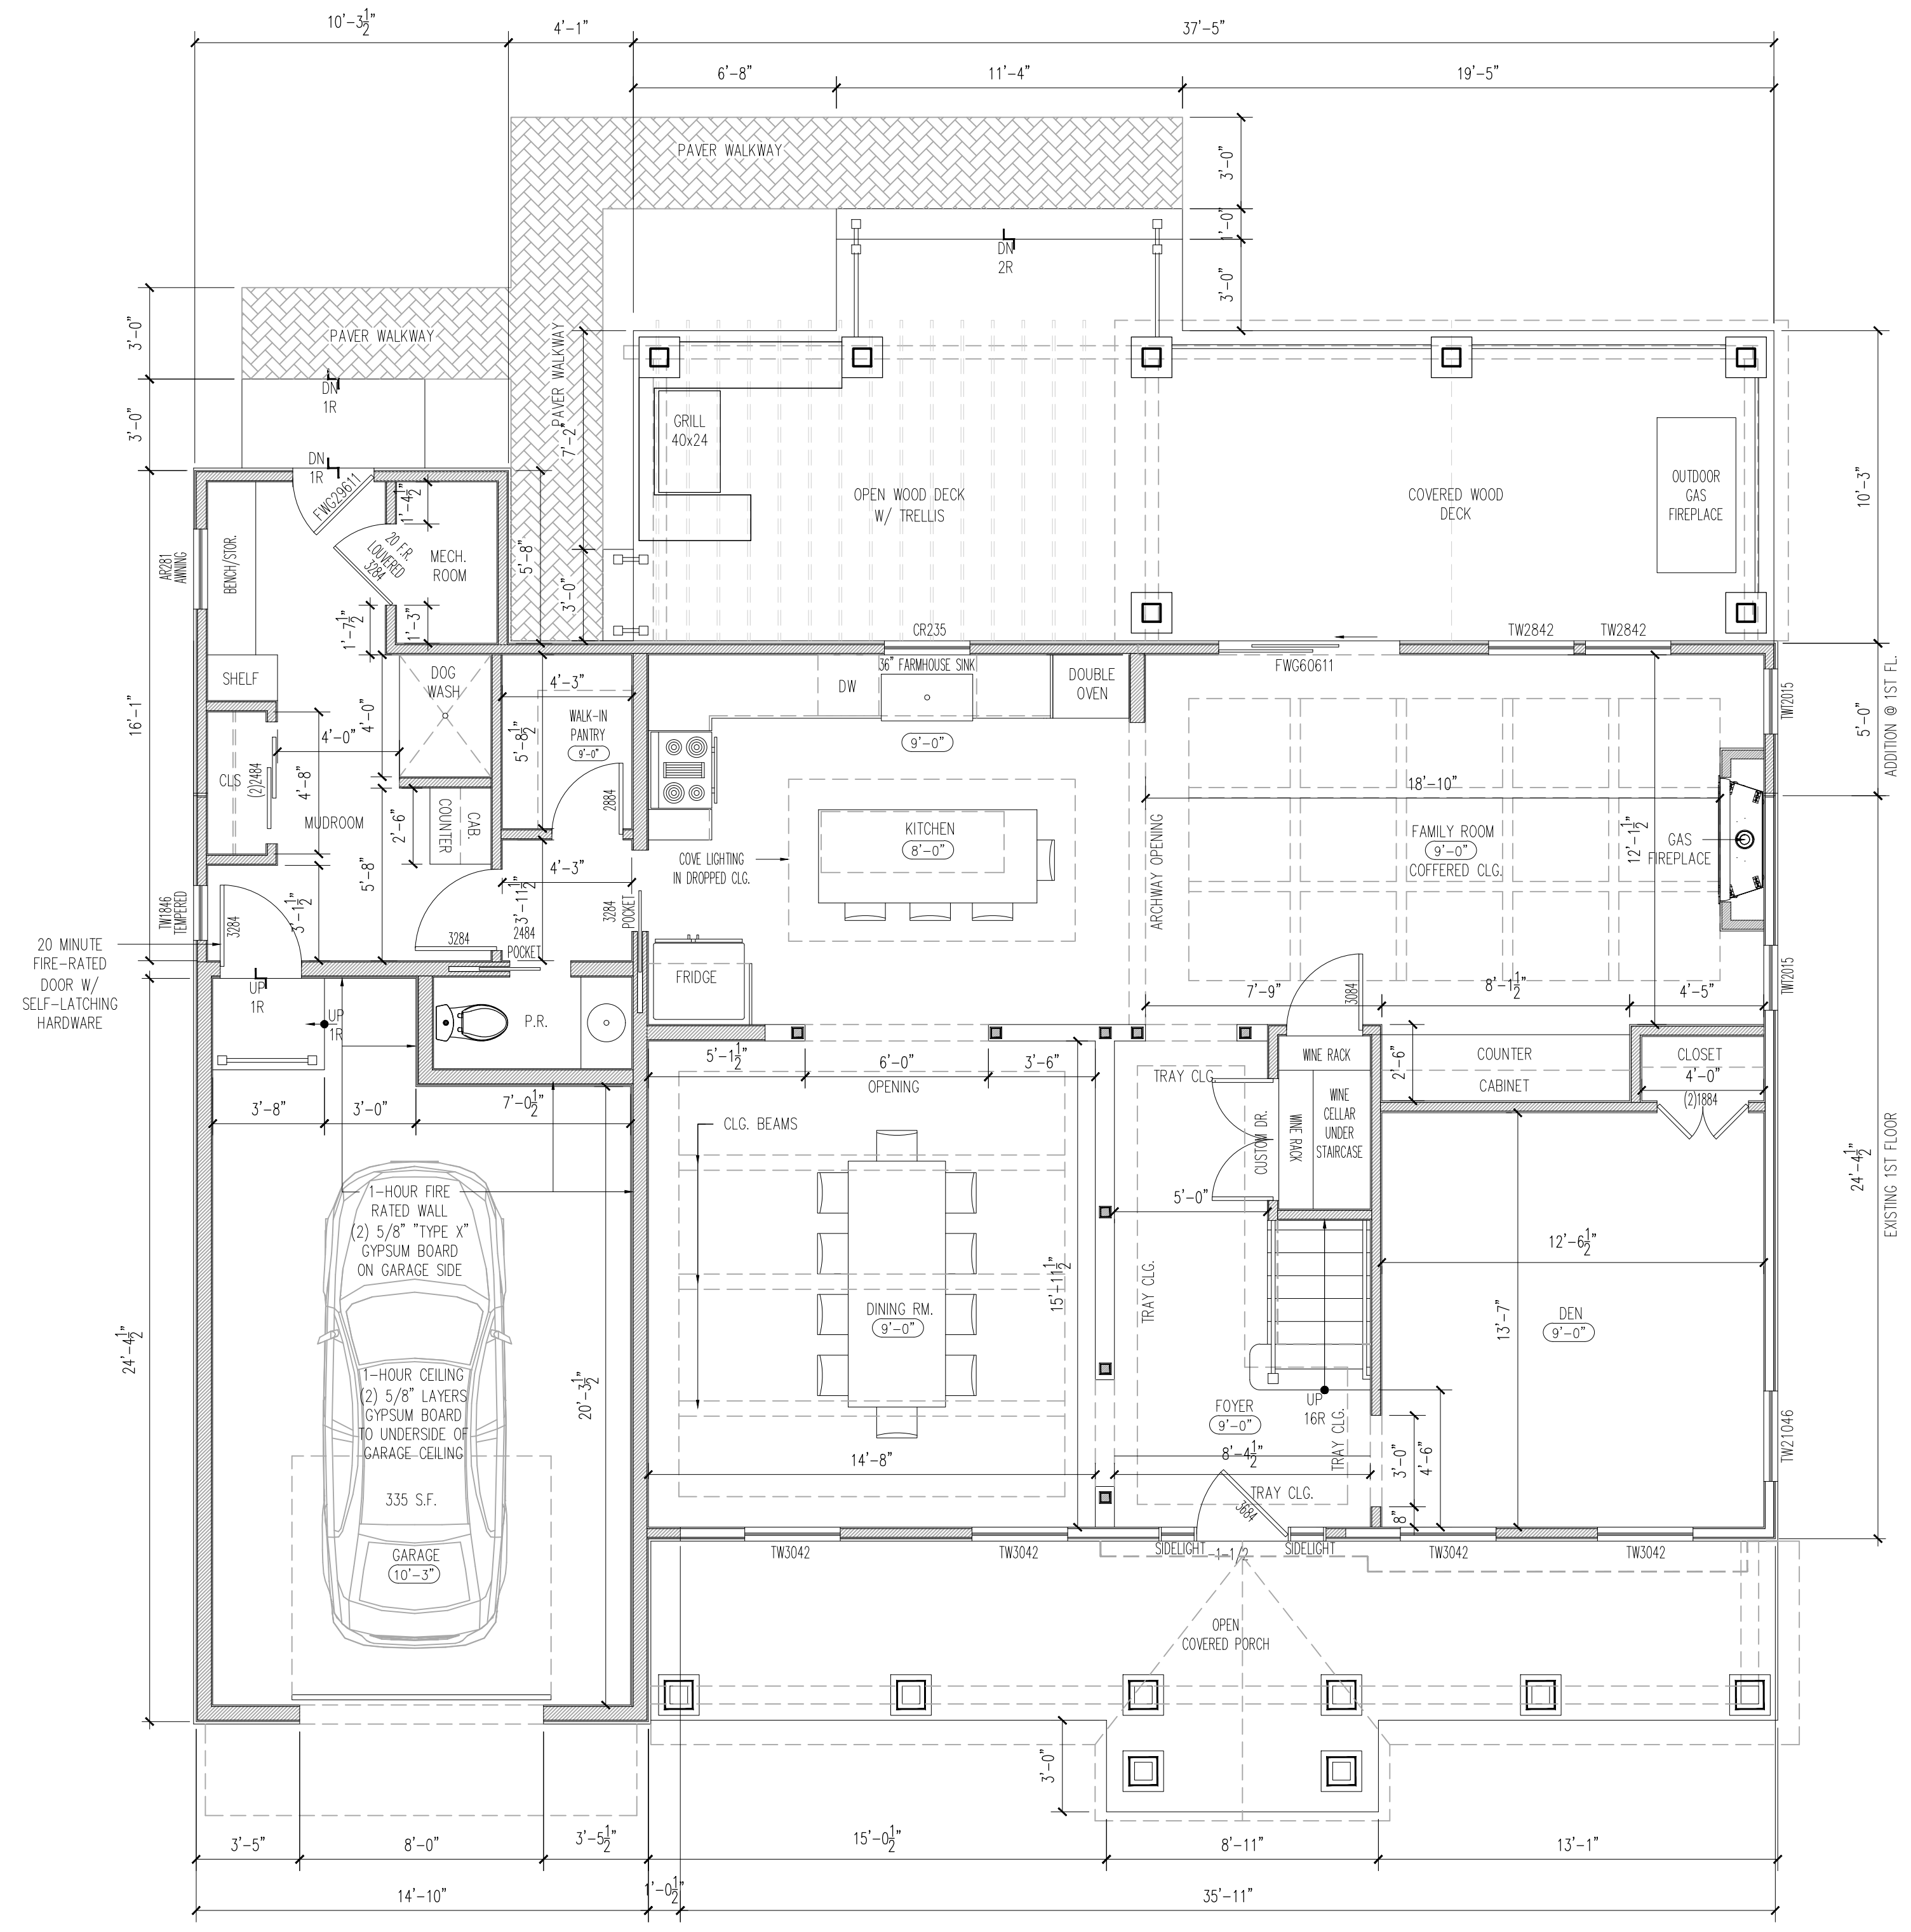 10'-3 1/2"
4'-1"
37'-5"
6'-8"
11'-4"
19'-5"
PAVER WALKWAY
3'-0"
1'-0"
3'-0"
DN
2R
3'-0"
PAVER WALKWAY
DN
1R
3'-0"
PAVER WALKWAY
7'-2"
3'-0"
GRILL
40x24
OPEN WOOD DECK
W/ TRELLIS
COVERED WOOD
DECK
OUTDOOR
GAS
FIREPLACE
10'-3"
DN
1R
FWG29611
1'-4 1/2"
20 F.R.
LOUVERED
3284
MECH.
ROOM
5'-8"
AR281
AWNING
BENCH/STOR.
1'-7 1/2"
1'-3"
CR235
TW2842
TW2842
36" FARMHOUSE SINK
FWG60611
SHELF
DOG
WASH
4'-3"
DW
DOUBLE
OVEN
TWT2015
5'-0"
ADDITION @ 1ST FL.
16'-1"
4'-0"
4'-0"
WALK-IN
PANTRY
9'-0"
5'-8 1/2"
9'-0"
CLS
(2)2484
4'-8"
2884
18'-10"
MUDROOM
2'-6"
COUNTER
CAB.
KITCHEN
8'-0"
ARCHWAY OPENING
FAMILY ROOM
9'-0"
COFFERED CLG.
12'-1 1/2"
GAS
FIREPLACE
COVE LIGHTING
IN DROPPED CLG.
5'-8"
4'-3"
3'-11 1/2"
TW1846
TEMPERED
3284
3'-1 1/2"
3284
2484
POCKET
3284
POCKET
20 MINUTE
FIRE-RATED
DOOR W/
SELF-LATCHING
HARDWARE
FRIDGE
TWT2015
UP
1R
UP
1R
P.R.
7'-9"
3084
8'-1 1/2"
4'-5"
5'-1 1/2"
6'-0"
OPENING
3'-6"
TRAY CLG.
WINE RACK
2'-6"
COUNTER
CABINET
CLOSET
4'-0"
(2)1884
3'-8"
3'-0"
7'-0 1/2"
CLG. BEAMS
CUSTOM DR.
WINE RACK
WINE
CELLAR
UNDER
STAIRCASE
24'-4 1/2"
EXISTING 1ST FLOOR
1-HOUR FIRE
RATED WALL
(2) 5/8" "TYPE X"
GYPSUM BOARD
ON GARAGE SIDE
5'-0"
12'-6 1/2"
15'-11 1/2"
TRAY CLG.
DINING RM.
9'-0"
13'-7"
DEN
9'-0"
24'-4 1/2"
1-HOUR CEILING
(2) 5/8" LAYERS
GYPSUM BOARD
TO UNDERSIDE OF
GARAGE CEILING
20'-3 1/2"
FOYER
9'-0"
UP
16R
TRAY CLG.
3'-0"
4'-6"
TW21046
14'-8"
8'-4 1/2"
335 S.F.
3684
TRAY CLG.
8"
GARAGE
10'-3"
TW3042
TW3042
SIDELIGHT
-1-1/2
SIDELIGHT
TW3042
TW3042
OPEN
COVERED PORCH
3'-0"
3'-5"
8'-0"
3'-5 1/2"
15'-0 1/2"
8'-11"
13'-1"
14'-10"
1'-0 1/2"
35'-11"